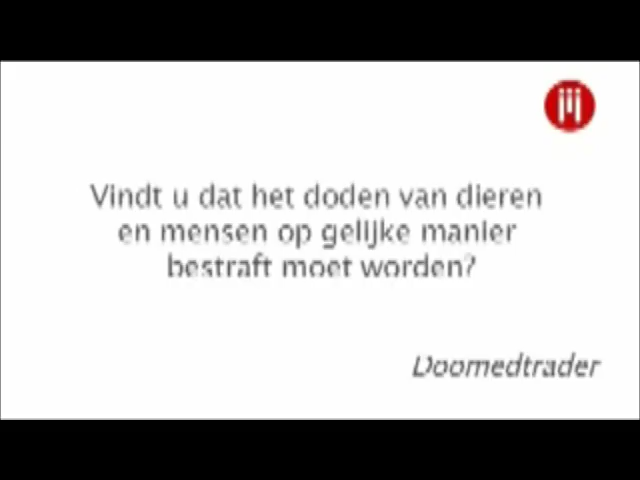 Vindt u dat het doden van dieren
en mensen op gelijke manier
bestraft moet worden?
Doomedtrader